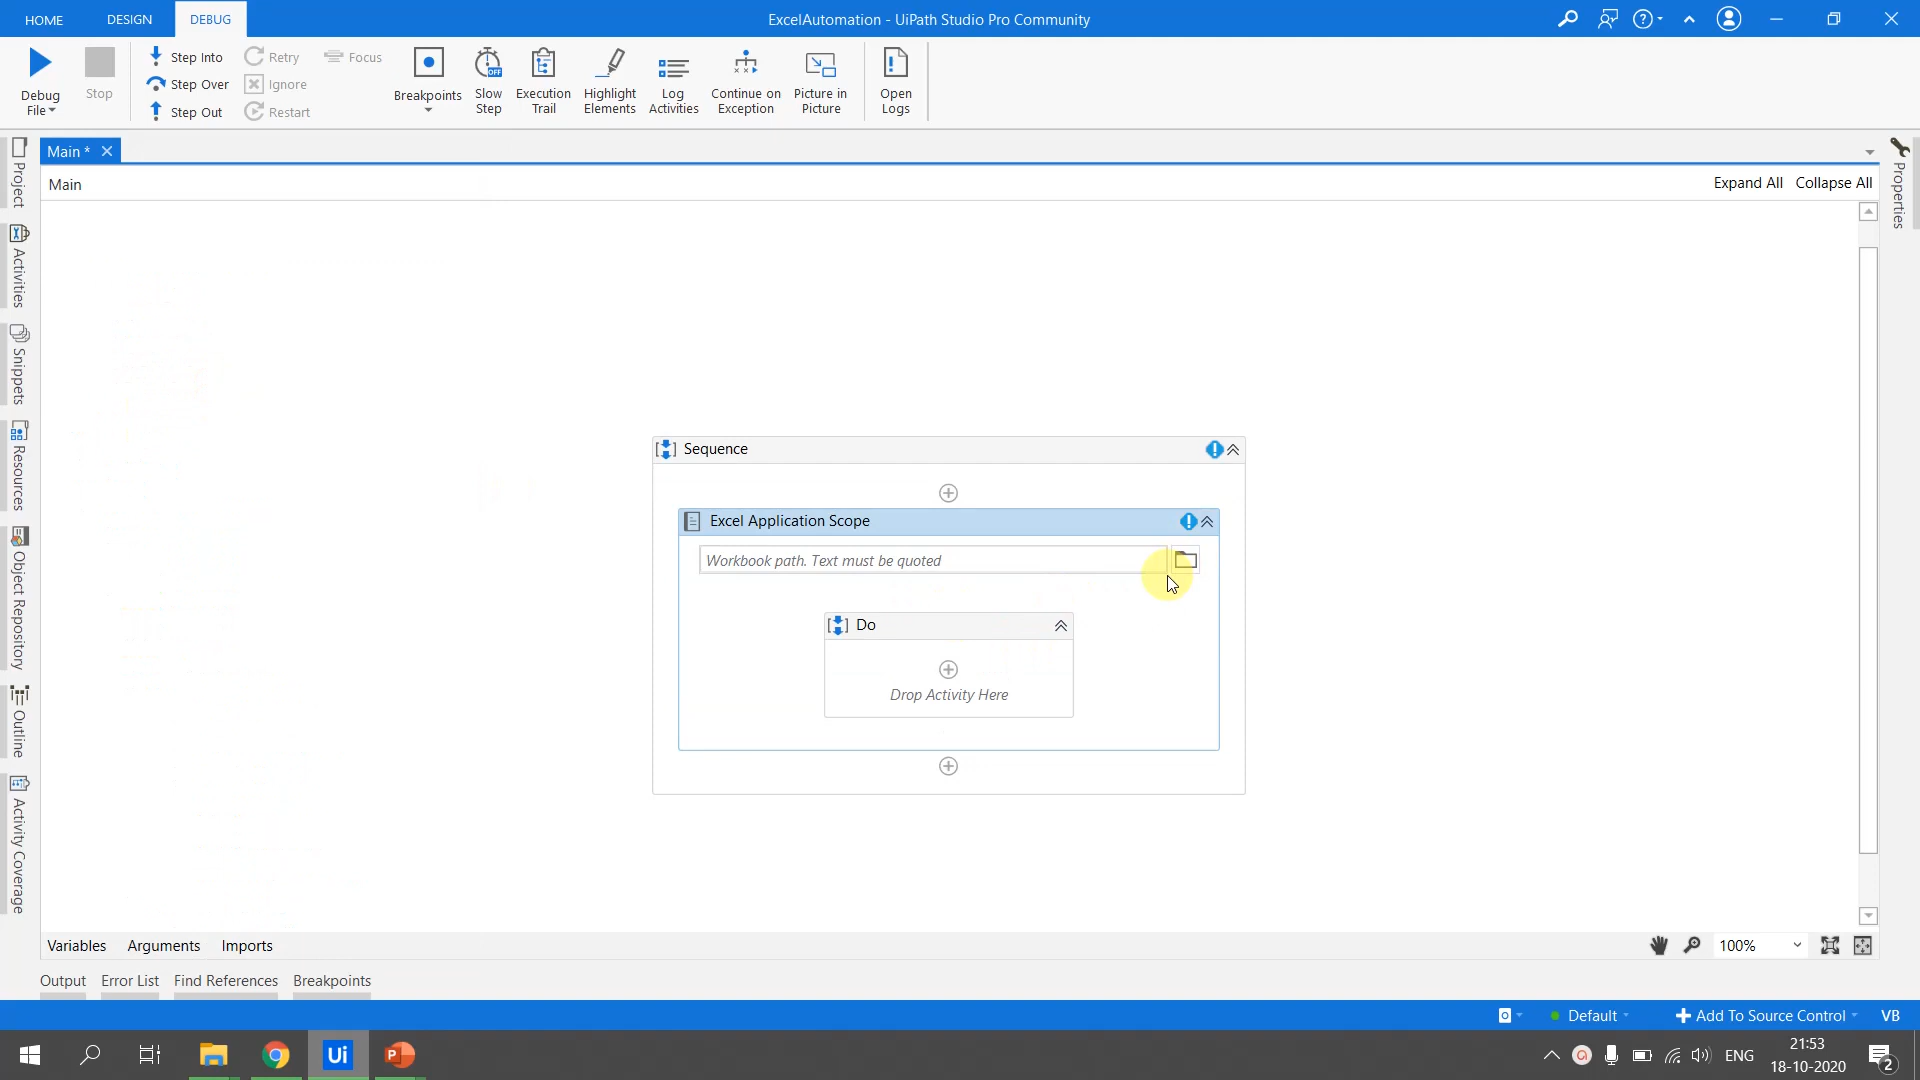 HOME
DESIGN
DEBUG
ExcelAutomation - UiPath Studio Pro Community
Debug
File
Stop
Step Into
Step Over
Step Out
Retry
Ignore
Restart
Focus
Breakpoints
Slow
Step
OFF
Execution
Trail
Highlight
Elements
Log
Activities
Continue on
Exception
Picture in
Picture
Open
Logs
Main *
Main
Expand All
Collapse All
Project
Activities
Snippets
Resources
Object Repository
Outline
Activity Coverage
Properties
Sequence
Excel Application Scope
Workbook path. Text must be quoted
Do
Drop Activity Here
Variables
Arguments
Imports
100%
Output
Error List
Find References
Breakpoints
Default
Add To Source Control
VB
Ui
P
ENG
21:53
18-10-2020
2